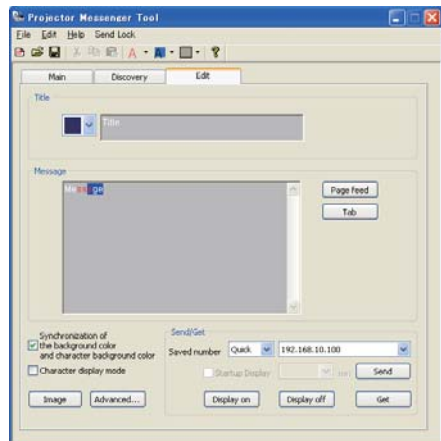 Projector Messenger Tool
File Edit Help Send Lock
A A ?
Main Discovery Edit
Title
Title
Message
Message
Page feed
Tab
Synchronization of
the background color
and character background color
Character display mode
Image Advanced...
Send/Get
Saved number Quick 192.168.10.100
Startup Display Send
Display on Display off Get